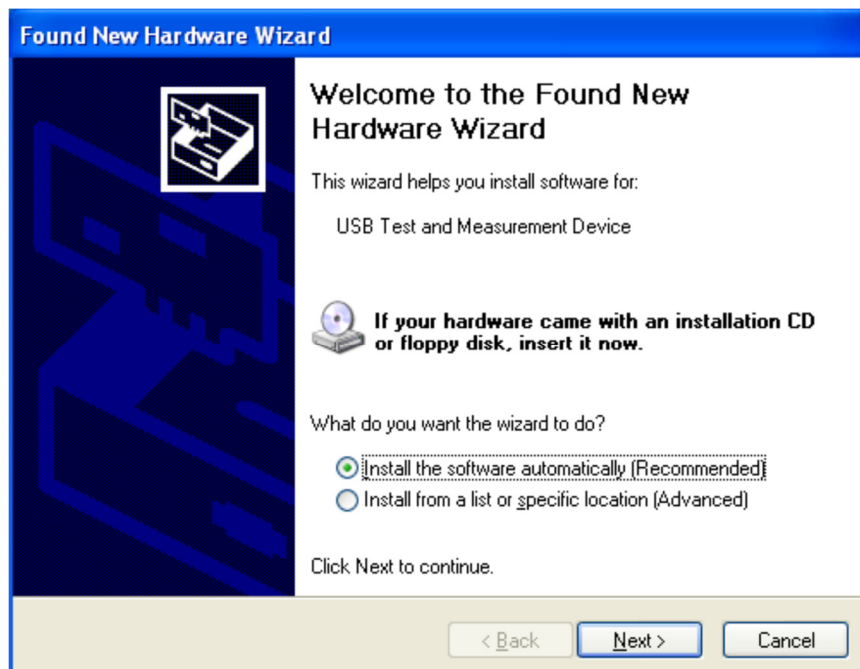 Found New Hardware Wizard
Welcome to the Found New
Hardware Wizard
This wizard helps you install software for:
USB Test and Measurement Device
If your hardware came with an installation CD
or floppy disk, insert it now.
What do you want the wizard to do?
Install the software automatically (Recommended)
Install from a list or specific location (Advanced)
Click Next to continue.
< Back
Next >
Cancel